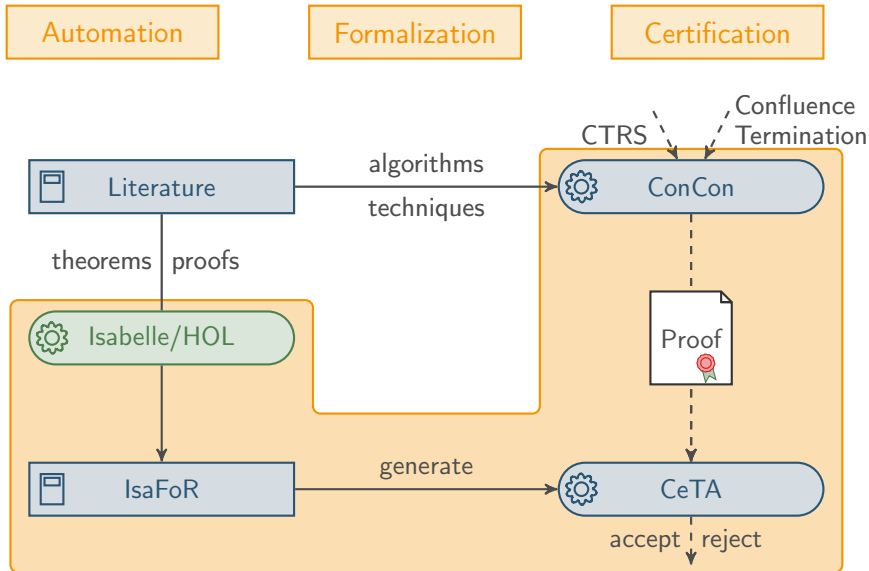 Automation
Formalization
Certification
Confluence
CTRS
Termination
Literature
algorithms
techniques
ConCon
theorems proofs
Isabelle/HOL
Proof
IsaFoR
generate
CeTA
accept reject